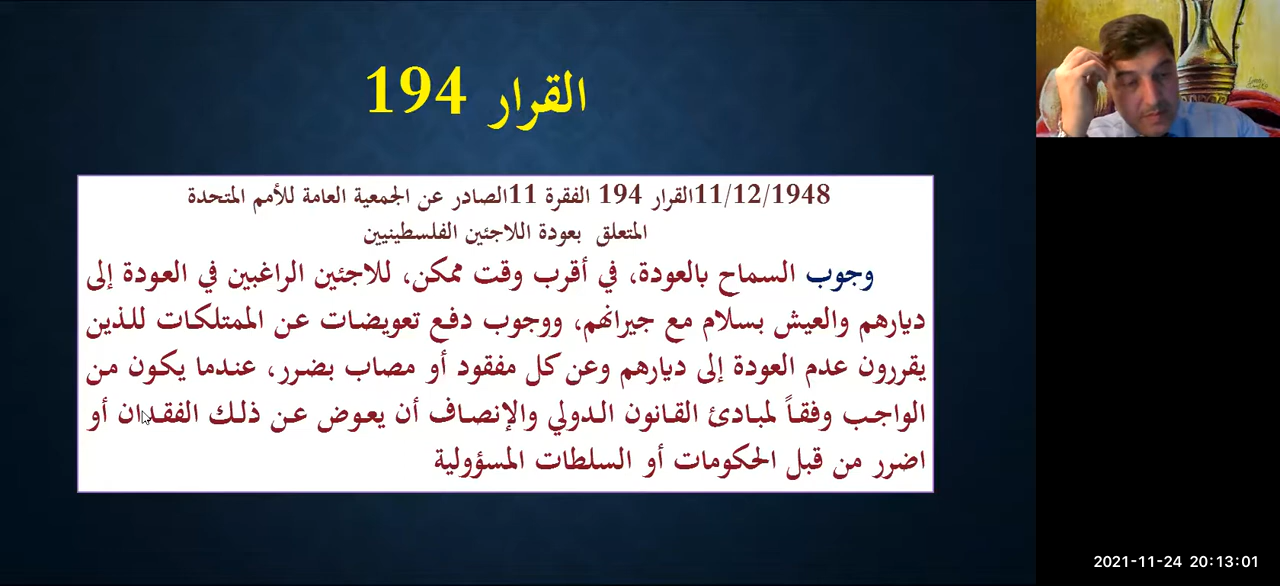 القرار 194
11/12/1948القرار 194 الفقرة 11الصادر عن الجمعية العامة للأمم المتحدة
المتعلق بعودة اللاجئين الفلسطينيين
وجوب السماح بالعودة، في أقرب وقت ممكن، للاجئين الراغبين في العودة إلى
ديارهم والعيش بسلام مع جيرانهم، ووجوب دفع تعويضات عن الممتلكات للذين
يقررون عدم العودة إلى ديارهم وعن كل مفقود أو مصاب بضرر، عندما يكون من
الواجب وفقاً لمبادئ القانون الدولي والإنصاف أن يعوض عن ذلك الفقدان أو
اضرر من قبل الحكومات أو السلطات المسؤولية
2021-11-24 20:13:01